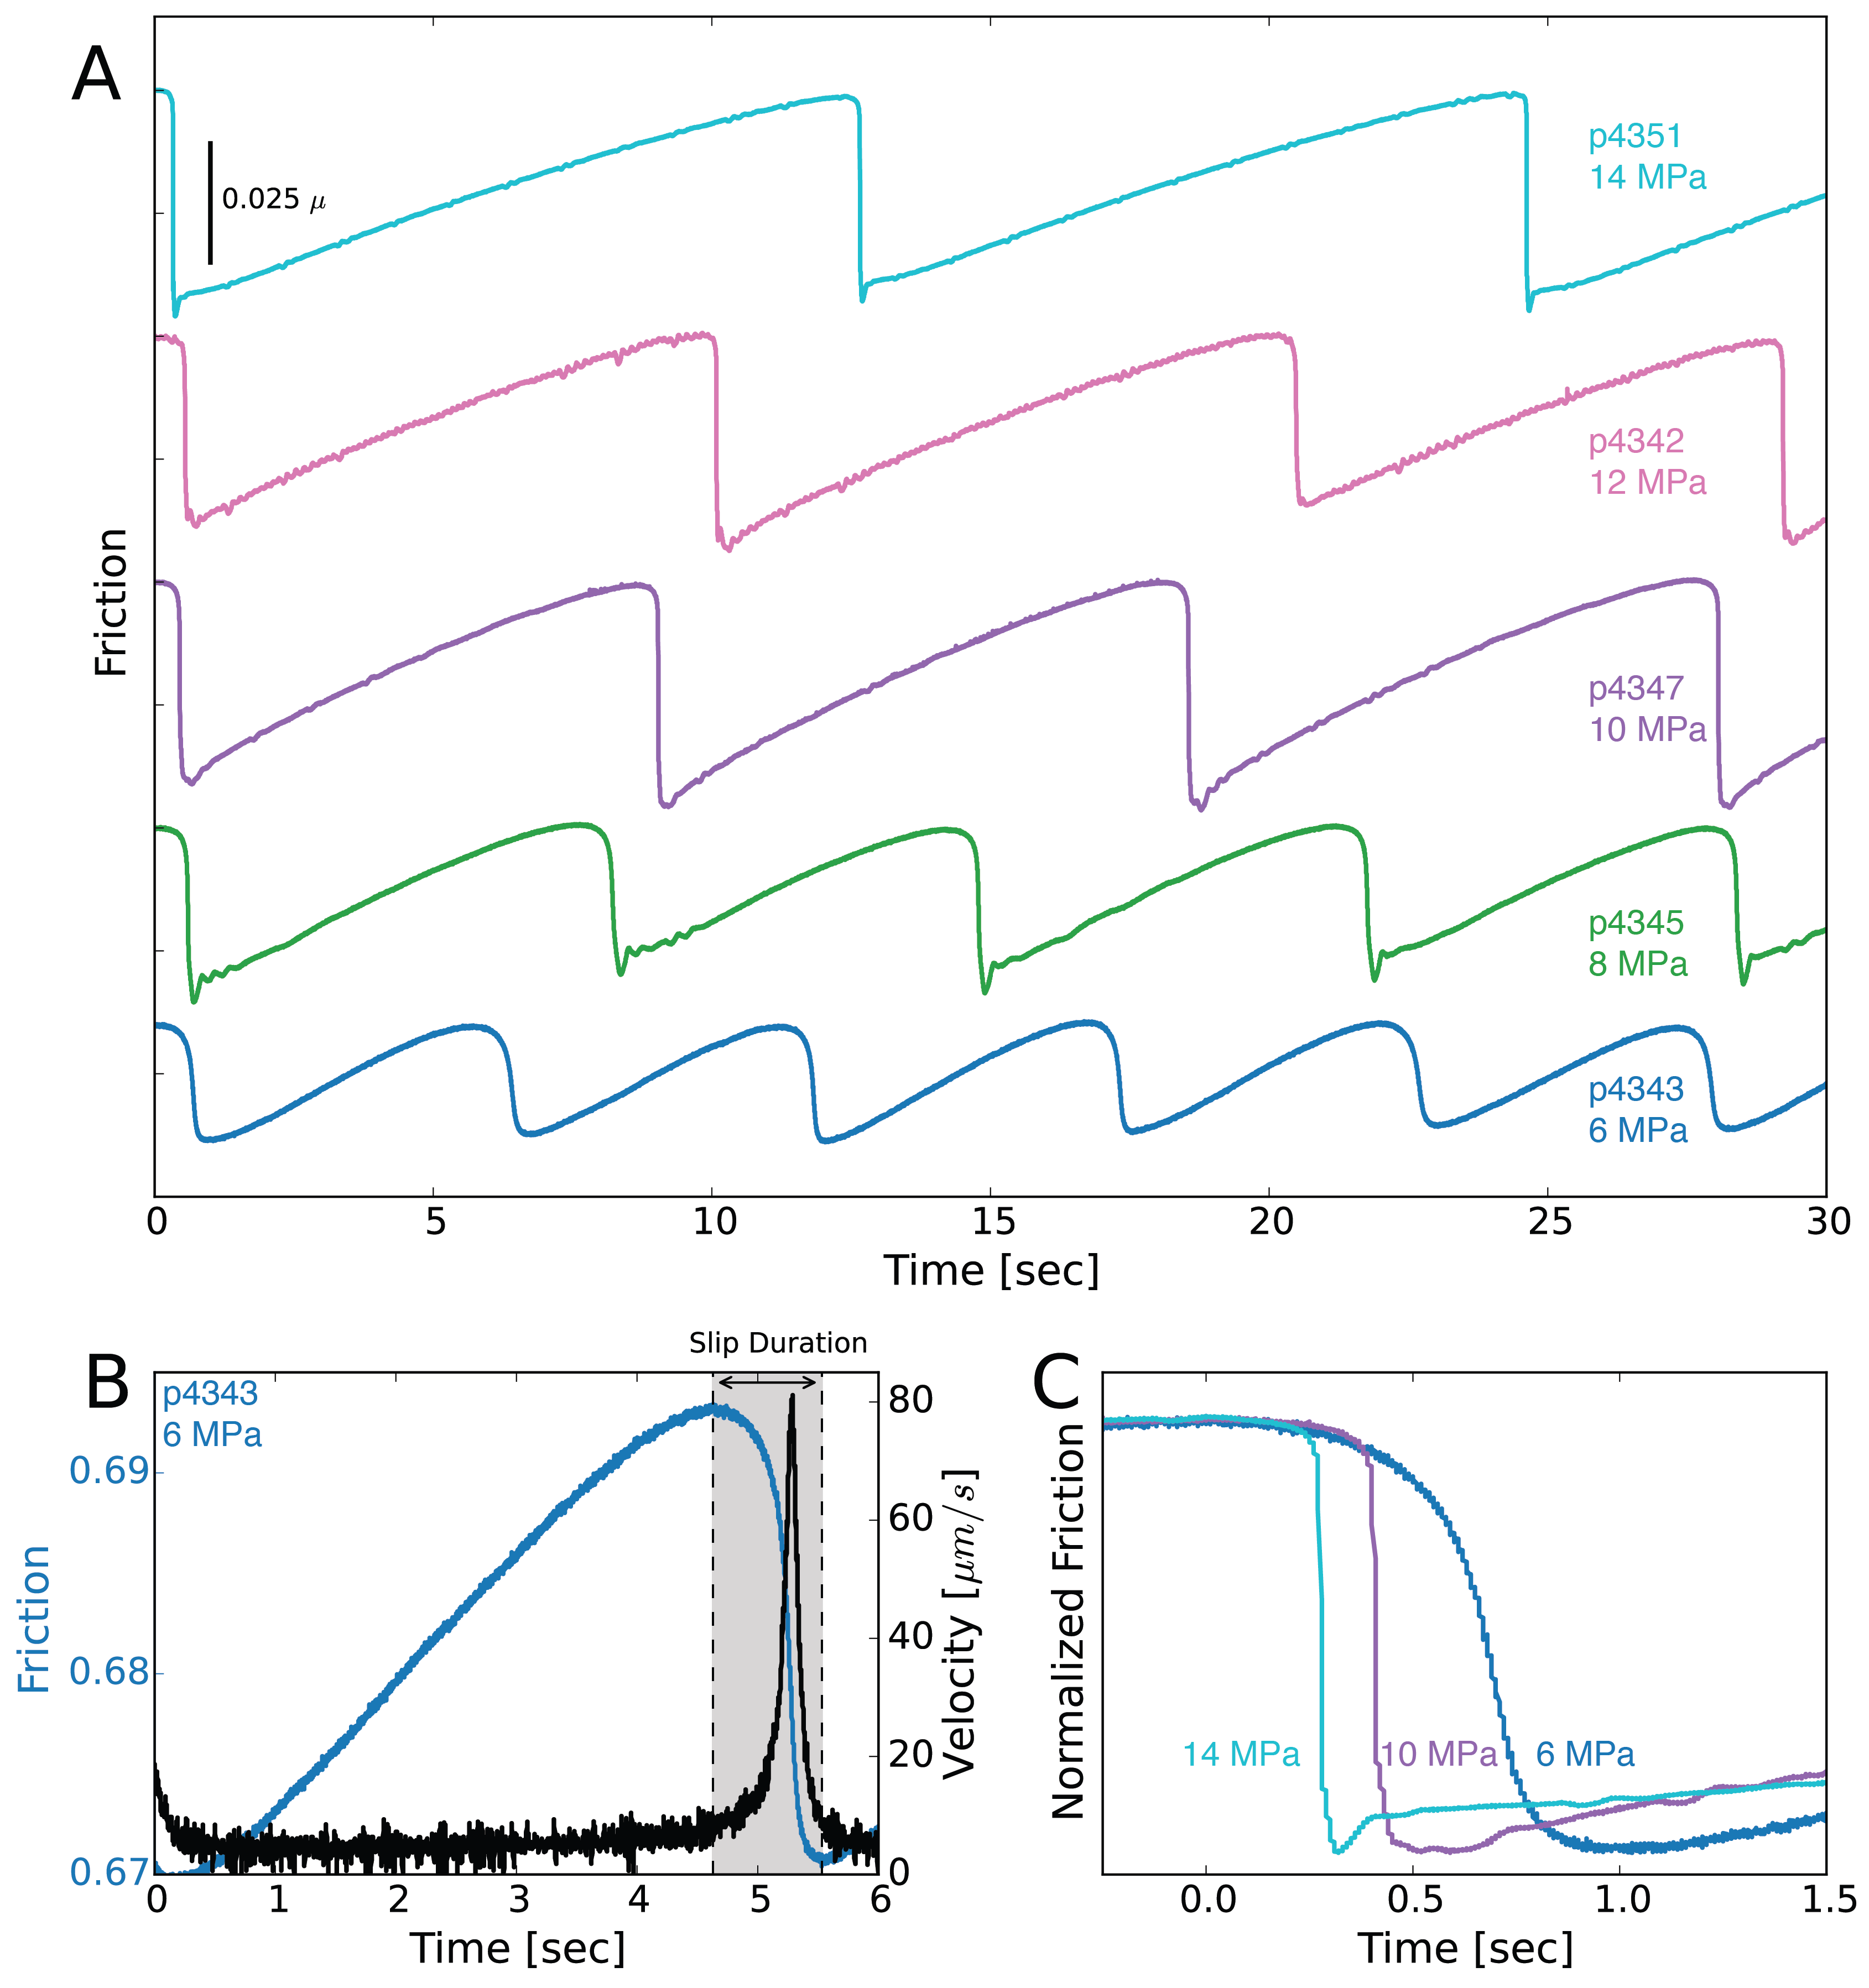 A
0.025 μ
p4351
14 MPa
p4342
12 MPa
p4347
10 MPa
p4345
8 MPa
p4343
6 MPa
Friction
0 5 10 15 20 25 30
Time [sec]
B
Slip Duration
p4343
6 MPa
0.69
0.68
0.67
Friction
80
60
40
20
0
Velocity [μm/s]
0 1 2 3 4 5 6
Time [sec]
C
Normalized Friction
14 MPa 10 MPa 6 MPa
0.0 0.5 1.0 1.5
Time [sec]